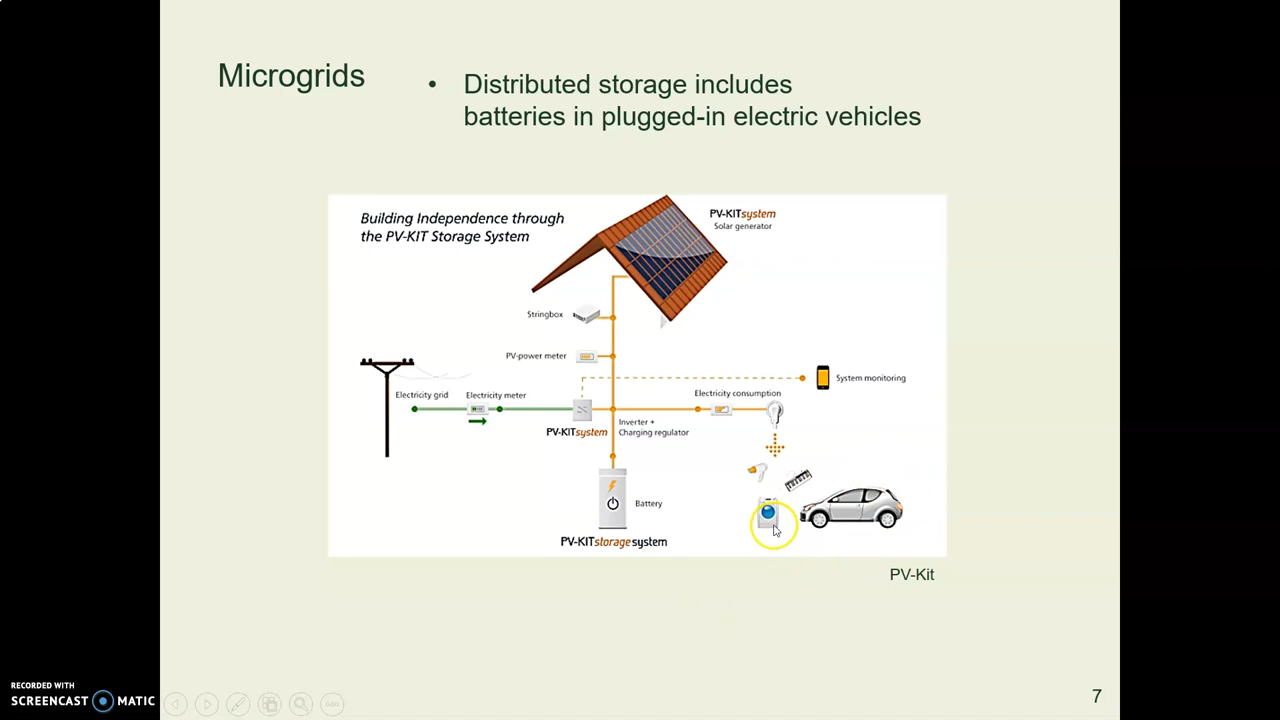 Microgrids
• Distributed storage includes
batteries in plugged-in electric vehicles
Building Independence through
the PV-KIT Storage System
PV-KITsystem
Solar generator
Stringbox
PV-power meter
System monitoring
Electricity grid
Electricity meter
Electricity consumption
PV-KITsystem
Inverter +
Charging regulator
Battery
PV-KITstorage system
PV-Kit
RECORDED WITH
SCREENCAST MATIC
7